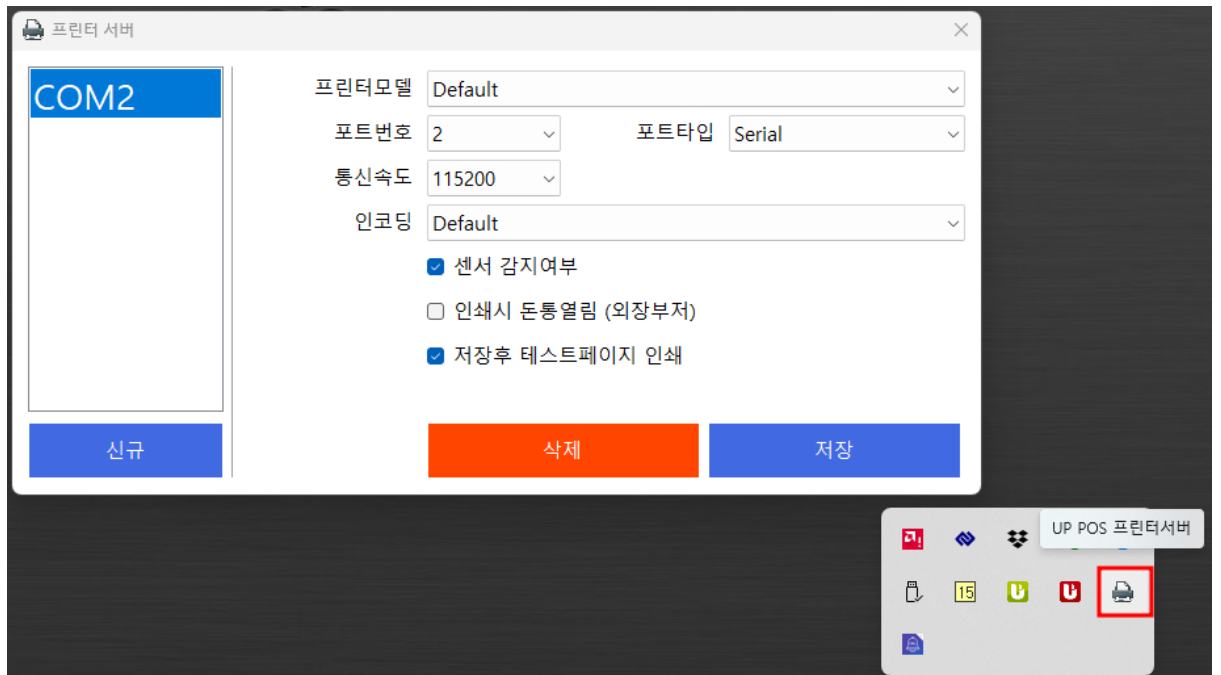 프린터 서버
COM2
프린터모델 Default
포트번호 2 포트타입 Serial
통신속도 115200
인코딩 Default
센서 감지여부
인쇄시 돈통열림 (외장부저)
저장후 테스트페이지 인쇄
신규 삭제 저장
UP POS 프린터서버
15